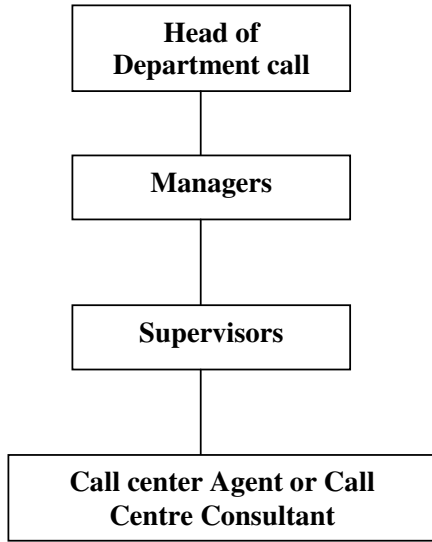 Head of
Department call
Managers
Supervisors
Call center Agent or Call
Centre Consultant